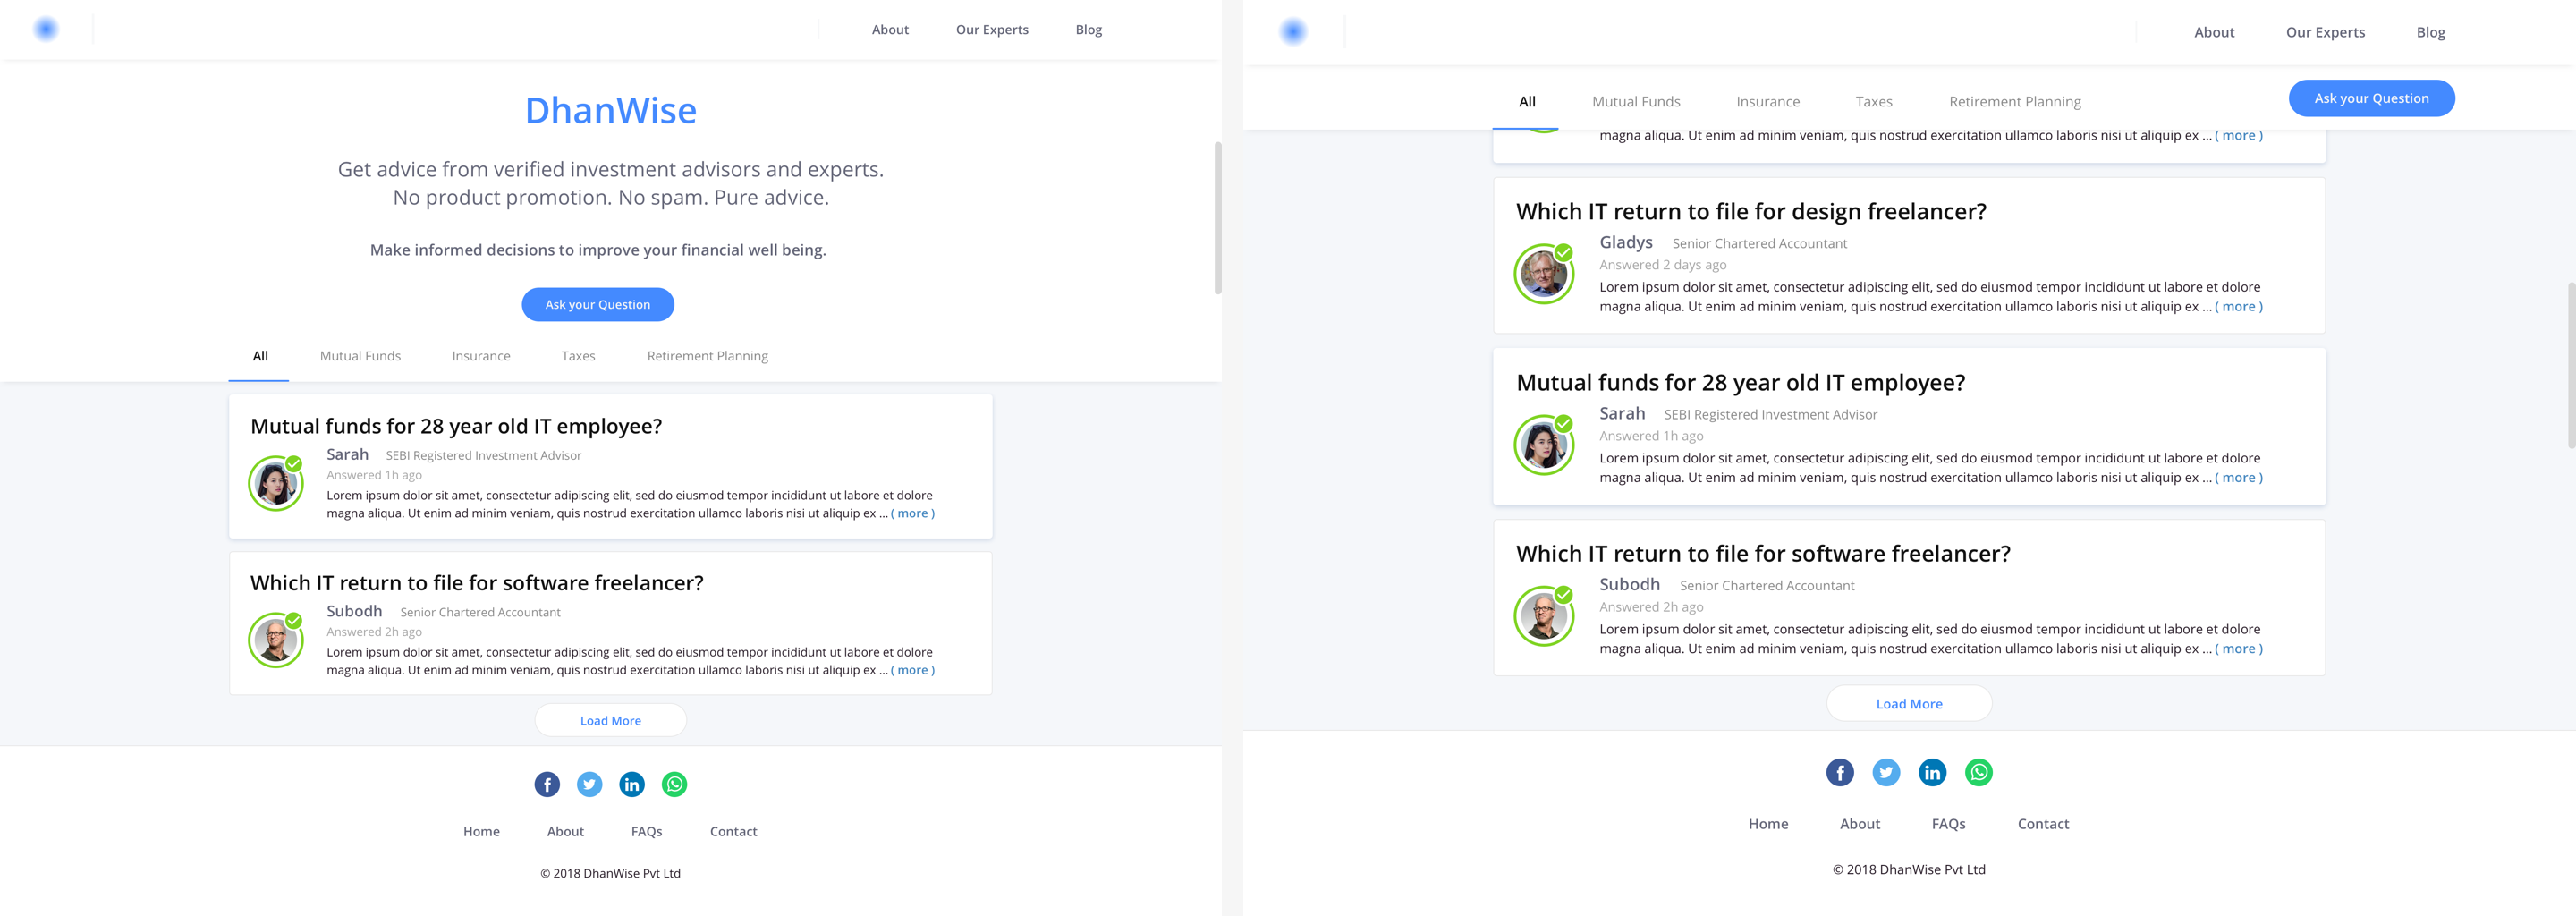 About Our Experts Blog
DhanWise
Get advice from verified investment advisors and experts.
No product promotion. No spam. Pure advice.
Make informed decisions to improve your financial well being.
Ask your Question
All Mutual Funds Insurance Taxes Retirement Planning
Mutual funds for 28 year old IT employee?
Sarah SEBI Registered Investment Advisor
Answered 1h ago
Lorem ipsum dolor sit amet, consectetur adipiscing elit, sed do eiusmod tempor incididunt ut labore et dolore
magna aliqua. Ut enim ad minim veniam, quis nostrud exercitation ullamco laboris nisi ut aliquip ex ... ( more )
Which IT return to file for software freelancer?
Subodh Senior Chartered Accountant
Answered 2h ago
Lorem ipsum dolor sit amet, consectetur adipiscing elit, sed do eiusmod tempor incididunt ut labore et dolore
magna aliqua. Ut enim ad minim veniam, quis nostrud exercitation ullamco laboris nisi ut aliquip ex ... ( more )
Load More
Home About FAQs Contact
© 2018 DhanWise Pvt Ltd
About Our Experts Blog
All Mutual Funds Insurance Taxes Retirement Planning Ask your Question
magna aliqua. Ut enim ad minim veniam, quis nostrud exercitation ullamco laboris nisi ut aliquip ex ... ( more )
Which IT return to file for design freelancer?
Gladys Senior Chartered Accountant
Answered 2 days ago
Lorem ipsum dolor sit amet, consectetur adipiscing elit, sed do eiusmod tempor incididunt ut labore et dolore
magna aliqua. Ut enim ad minim veniam, quis nostrud exercitation ullamco laboris nisi ut aliquip ex ... ( more )
Mutual funds for 28 year old IT employee?
Sarah SEBI Registered Investment Advisor
Answered 1h ago
Lorem ipsum dolor sit amet, consectetur adipiscing elit, sed do eiusmod tempor incididunt ut labore et dolore
magna aliqua. Ut enim ad minim veniam, quis nostrud exercitation ullamco laboris nisi ut aliquip ex ... ( more )
Which IT return to file for software freelancer?
Subodh Senior Chartered Accountant
Answered 2h ago
Lorem ipsum dolor sit amet, consectetur adipiscing elit, sed do eiusmod tempor incididunt ut labore et dolore
magna aliqua. Ut enim ad minim veniam, quis nostrud exercitation ullamco laboris nisi ut aliquip ex ... ( more )
Load More
Home About FAQs Contact
© 2018 DhanWise Pvt Ltd